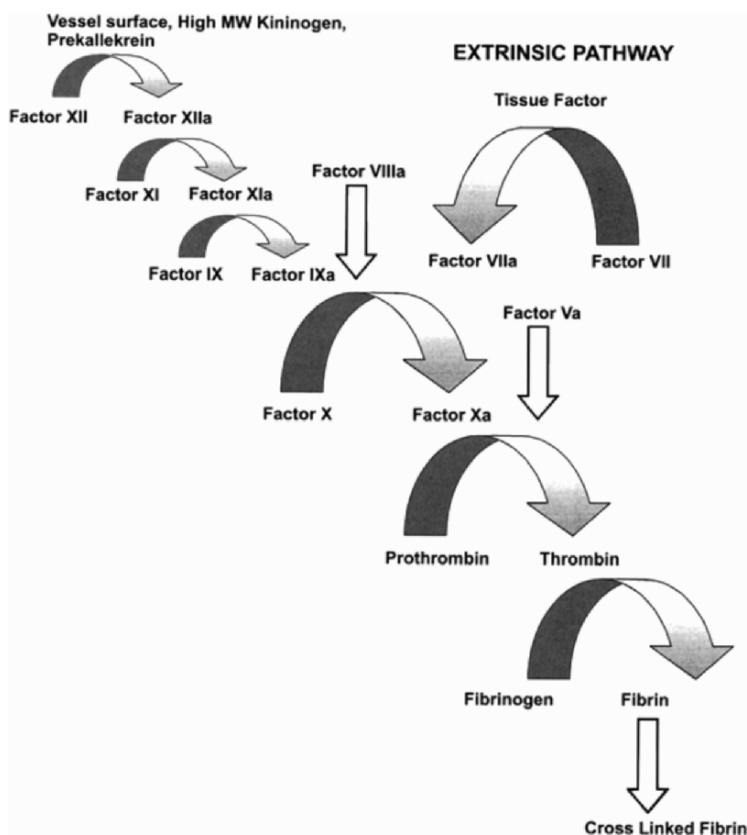 Vessel surface, High MW Kininogen,
Prekallekrein
EXTRINSIC PATHWAY
Tissue Factor
Factor XII
Factor XIIa
Factor XI
Factor XIa
Factor VIIIa
Factor IX
Factor IXa
Factor VIIa
Factor VII
Factor Va
Factor X
Factor Xa
Prothrombin
Thrombin
Fibrinogen
Fibrin
Cross Linked Fibrin